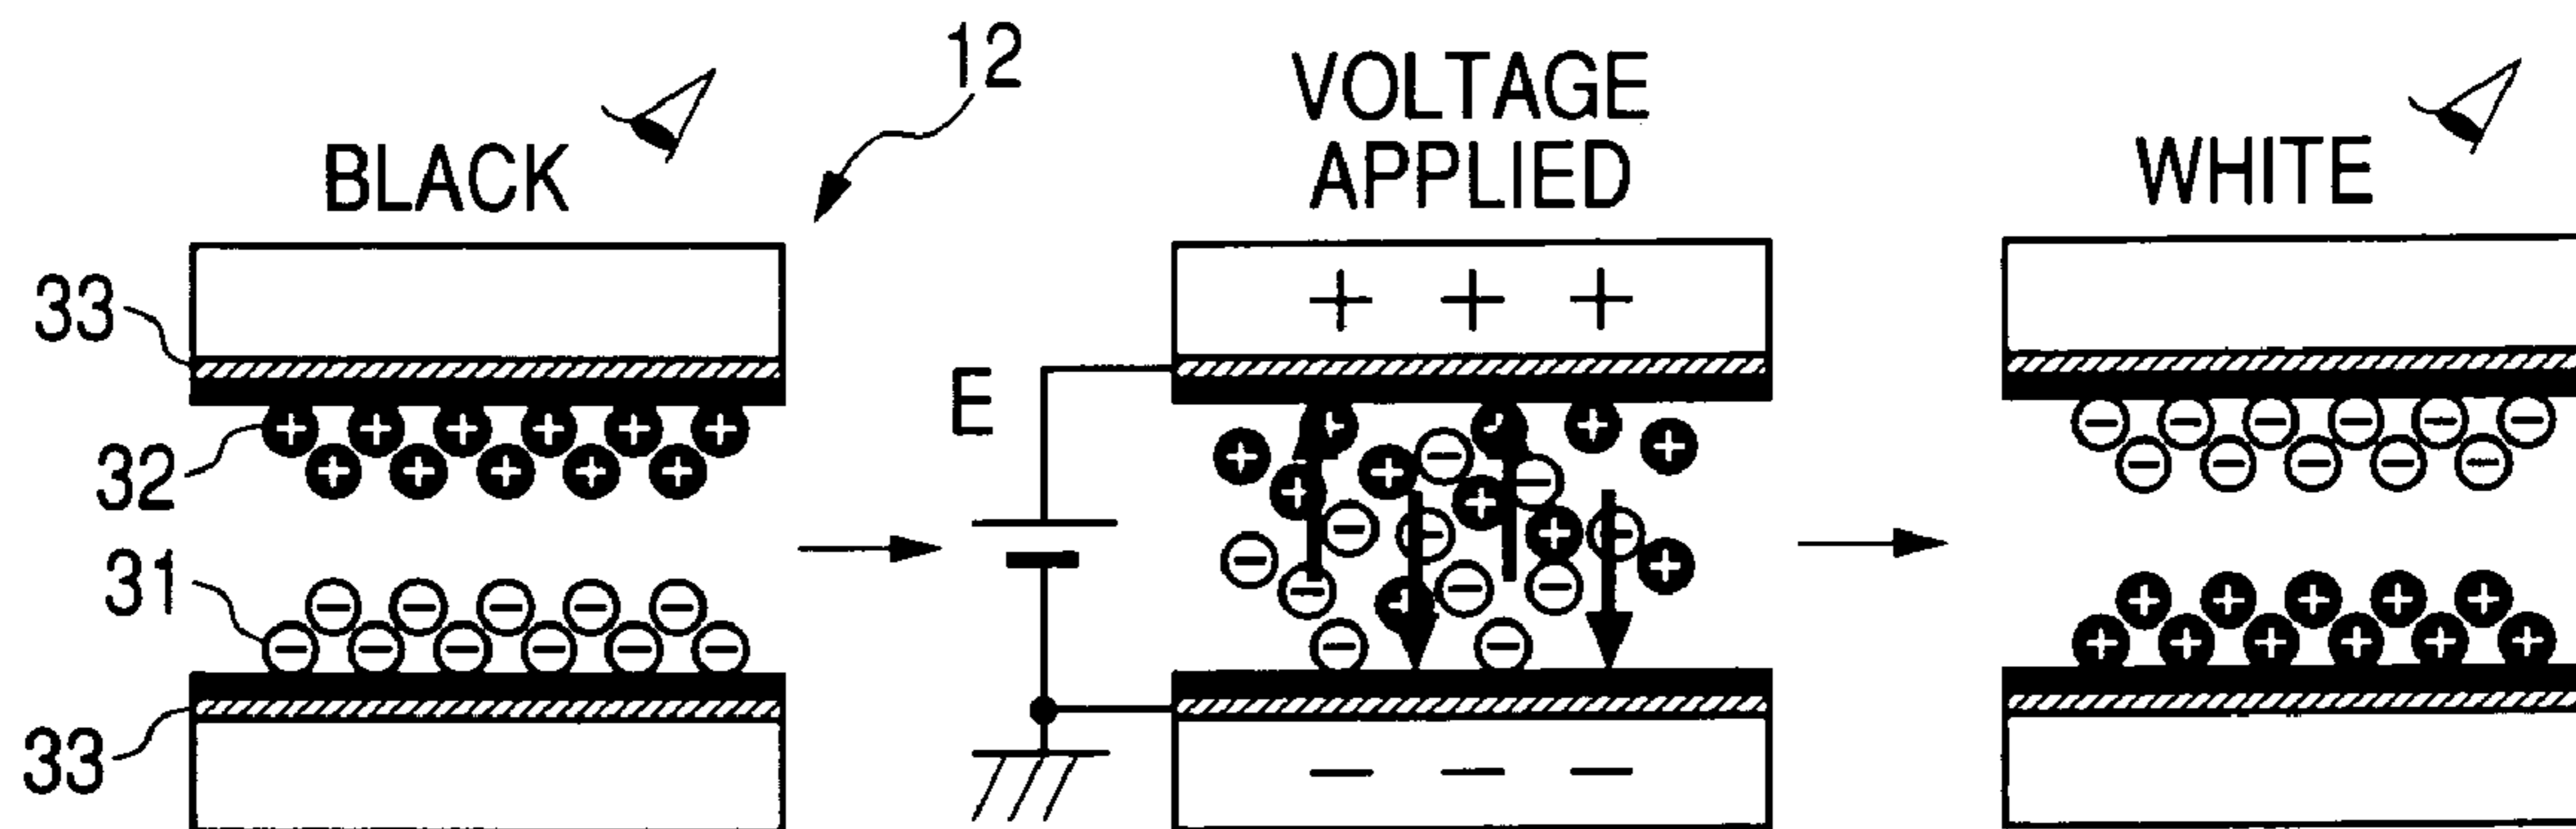 12
BLACK
VOLTAGE
APPLIED
WHITE
33
+ + +
E
32
31
33
− − −